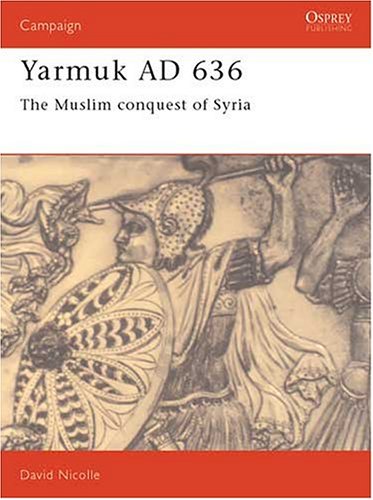 Campaign
OSPREY
PUBLISHING
Yarmuk AD 636
The Muslim conquest of Syria
David Nicolle